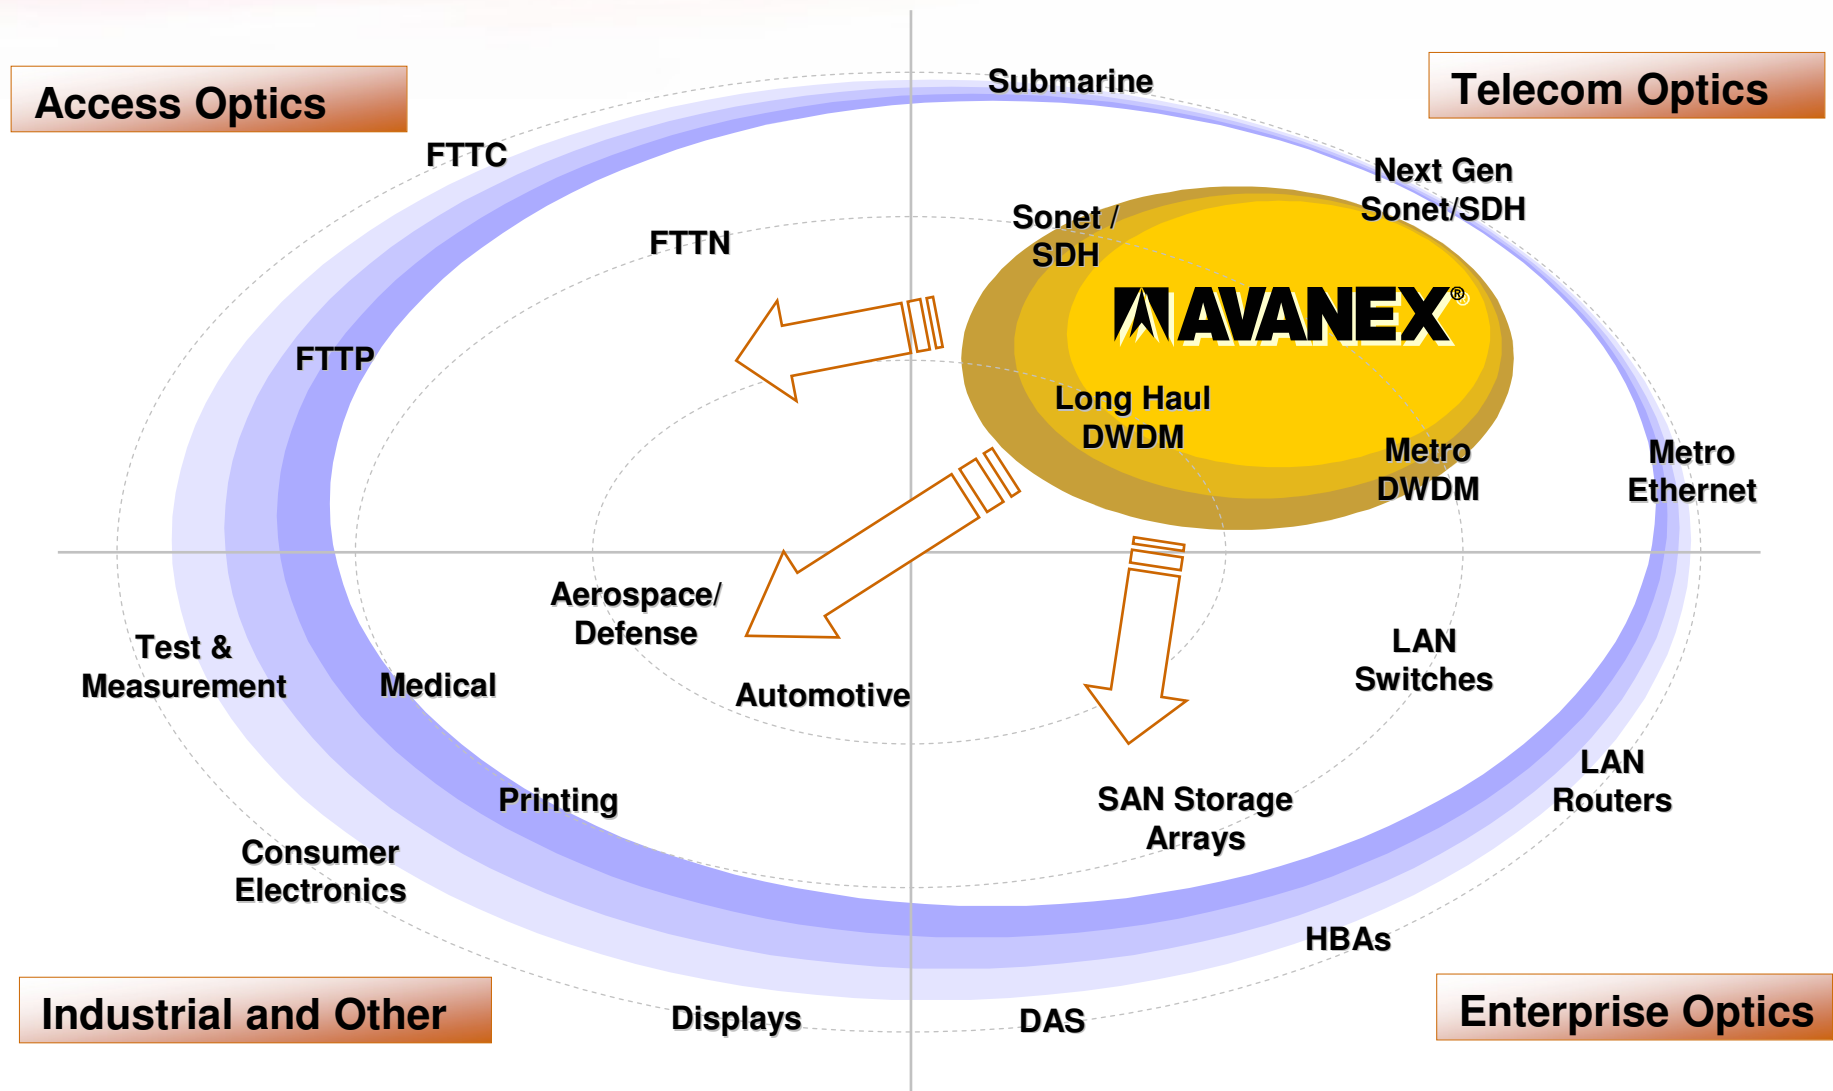 Submarine
Access Optics
Telecom Optics
FTTC
Next Gen
Sonet/SDH
Sonet /
SDH
FTTN
AVANEX®
FTTP
Long Haul
DWDM
Metro
DWDM
Metro
Ethernet
Aerospace/
Defense
Test &
Measurement
Medical
Automotive
LAN
Switches
LAN
Routers
Printing
SAN Storage
Arrays
Consumer
Electronics
HBAs
Industrial and Other
Displays
DAS
Enterprise Optics